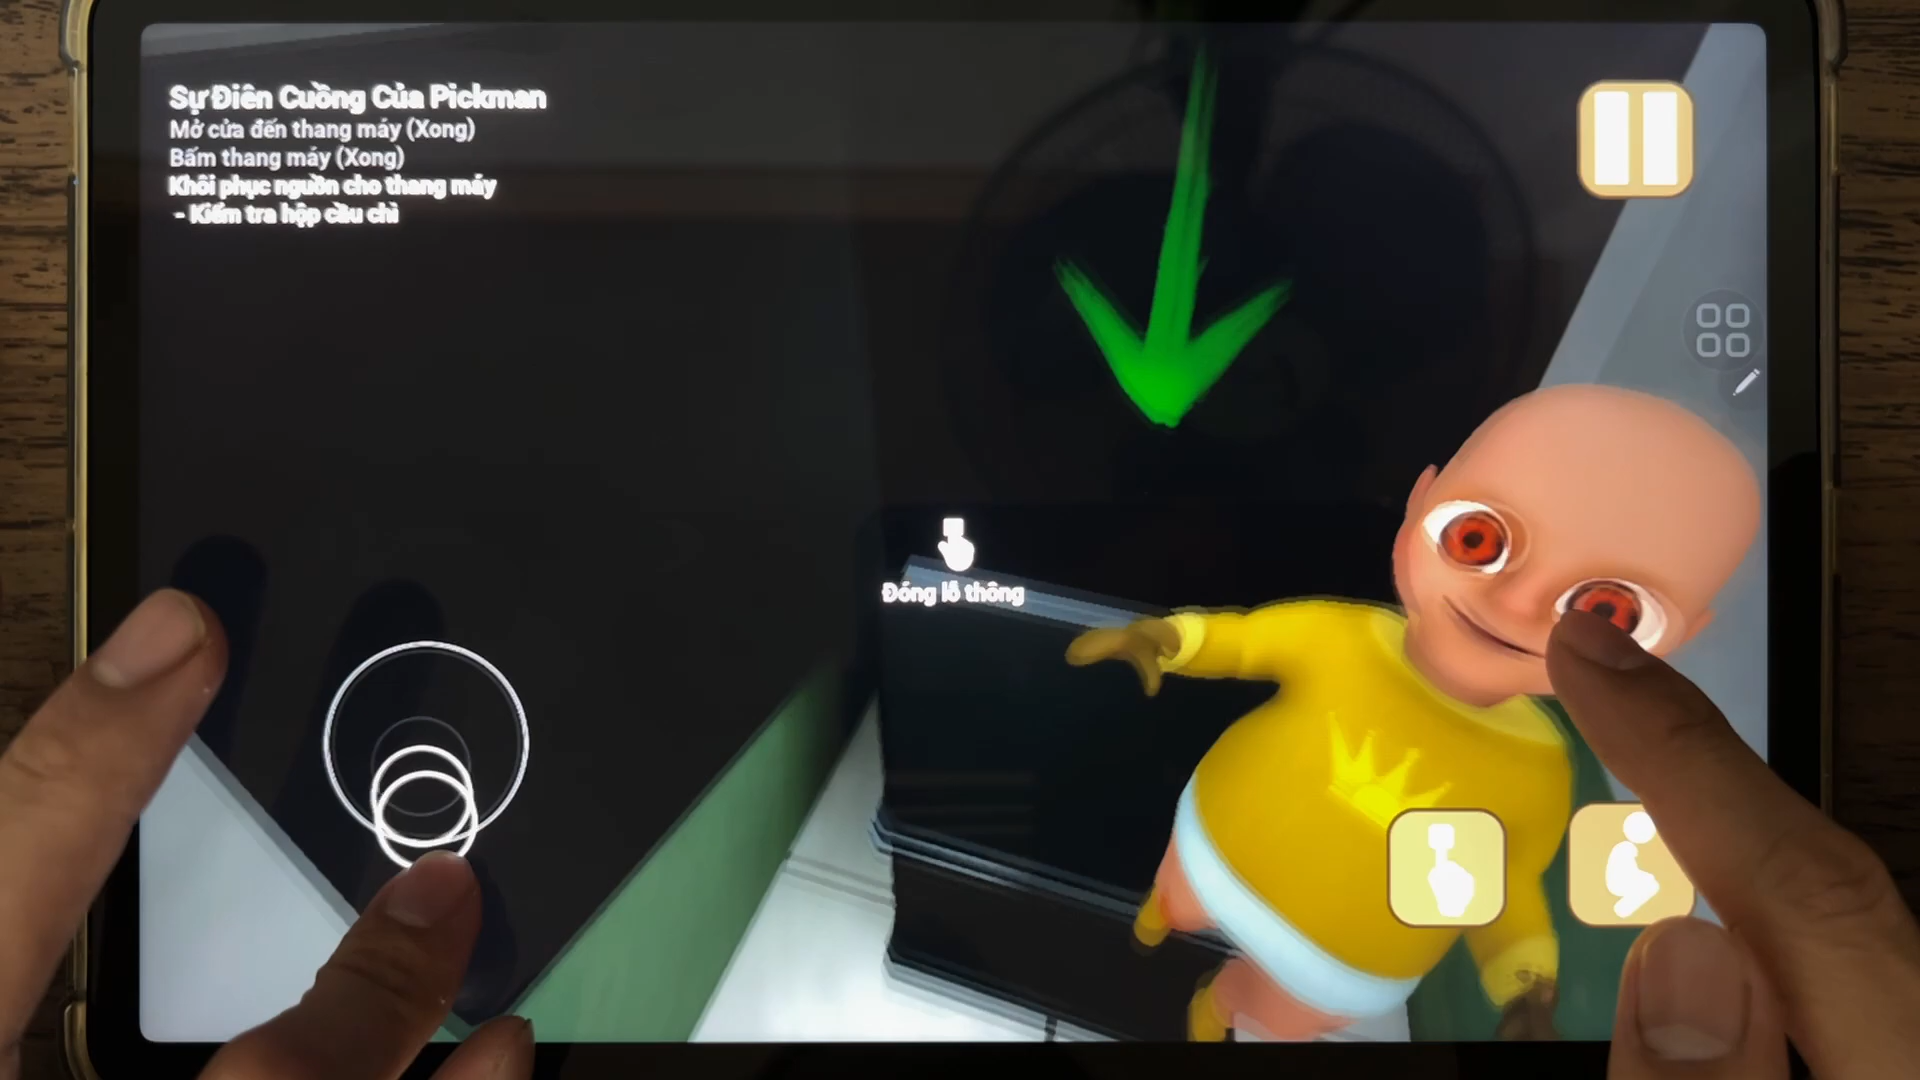 Sự Điên Cuồng Của Pickman
Mở cửa đến thang máy (Xong)
Bấm thang máy (Xong)
Khôi phục nguồn cho thang máy
- Kiểm tra hộp cầu chì
Đóng lỗ thông